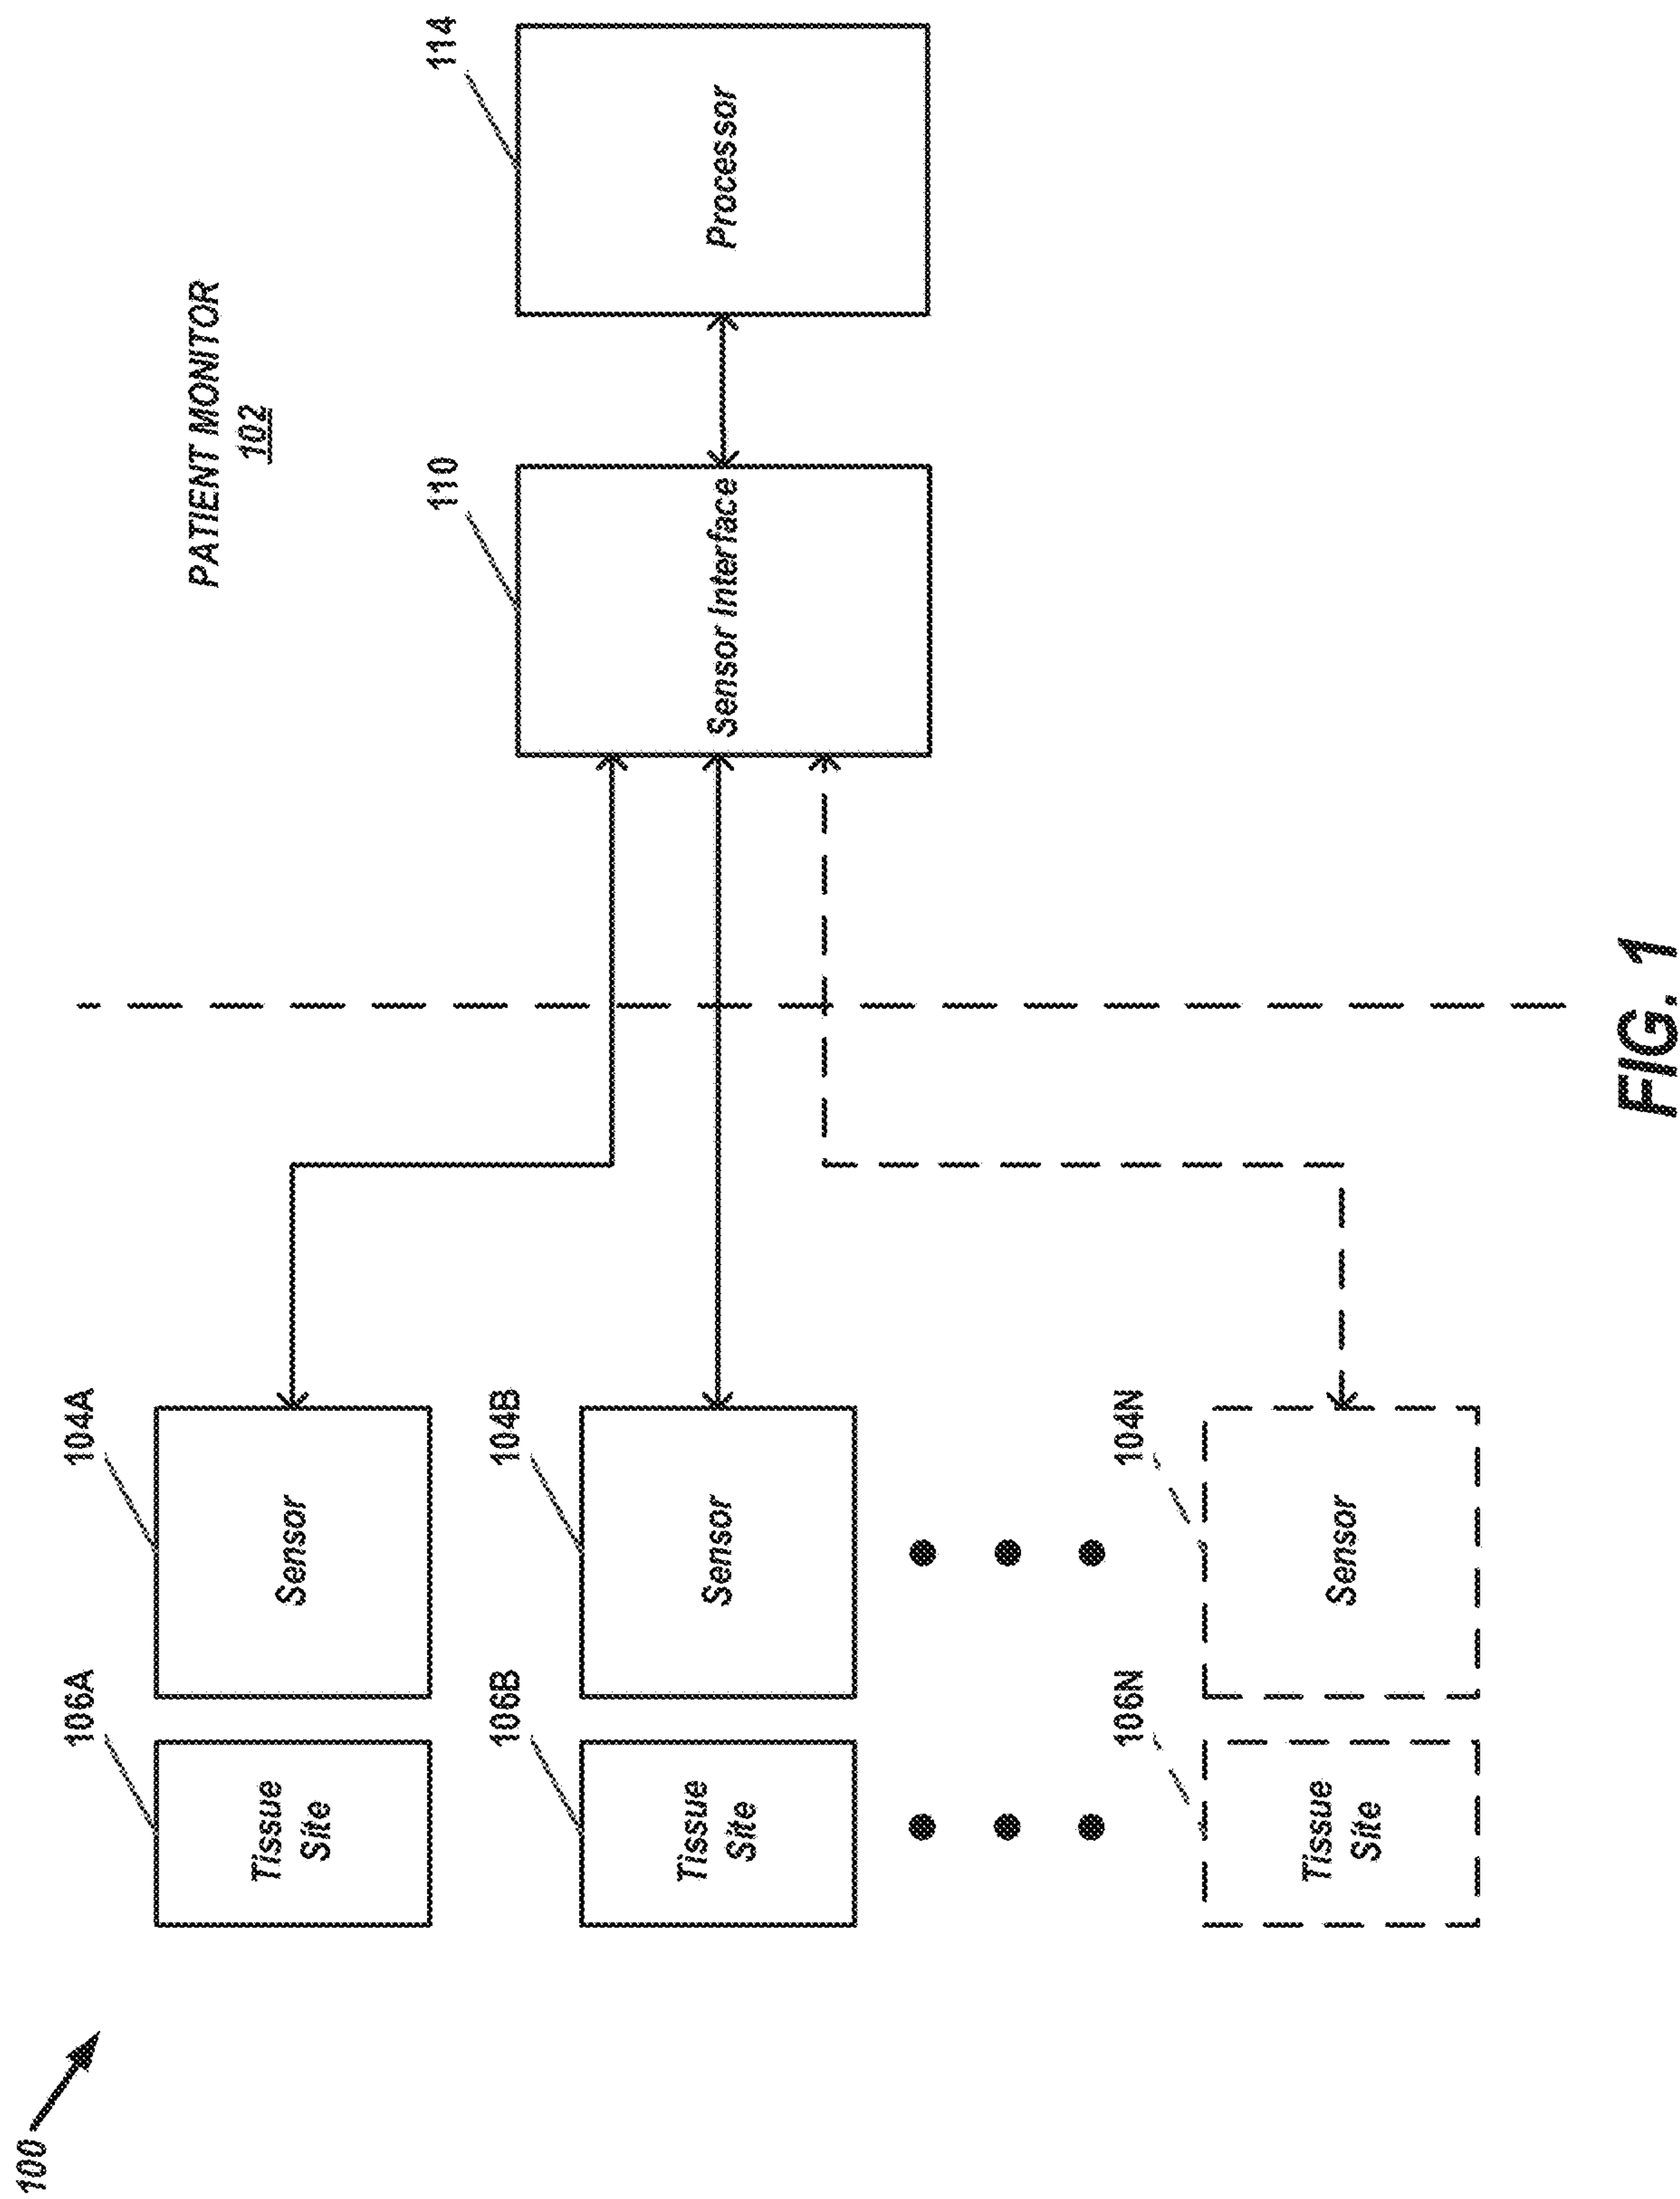 100
PATIENT MONITOR
102
106A
104A
Tissue
Site
Sensor
110
114
106B
104B
Tissue
Site
Sensor
Sensor Interface
Processor
106N
104N
Tissue
Site
Sensor
FIG. 1